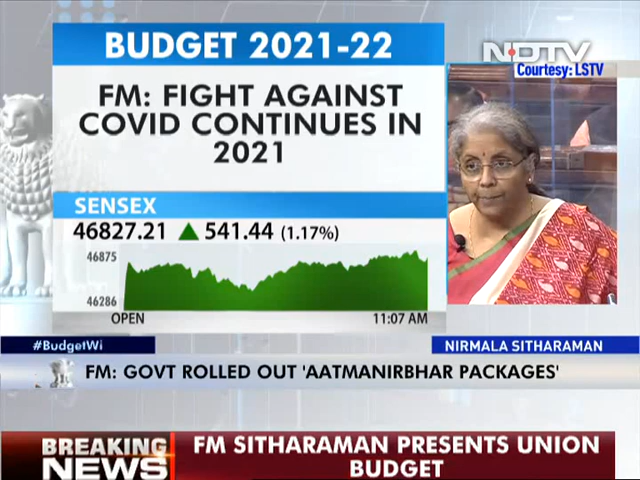 BUDGET 2021-22
NDTV
Courtesy: LSTV
FM: FIGHT AGAINST
COVID CONTINUES IN
2021
SENSEX
46827.21 ▲ 541.44 (1.17%)
46875
46286
OPEN 11:07 AM
#BudgetWi
NIRMALA SITHARAMAN
FM: GOVT ROLLED OUT 'AATMANIRBHAR PACKAGES'
BREAKING
NEWS
FM SITHARAMAN PRESENTS UNION
BUDGET